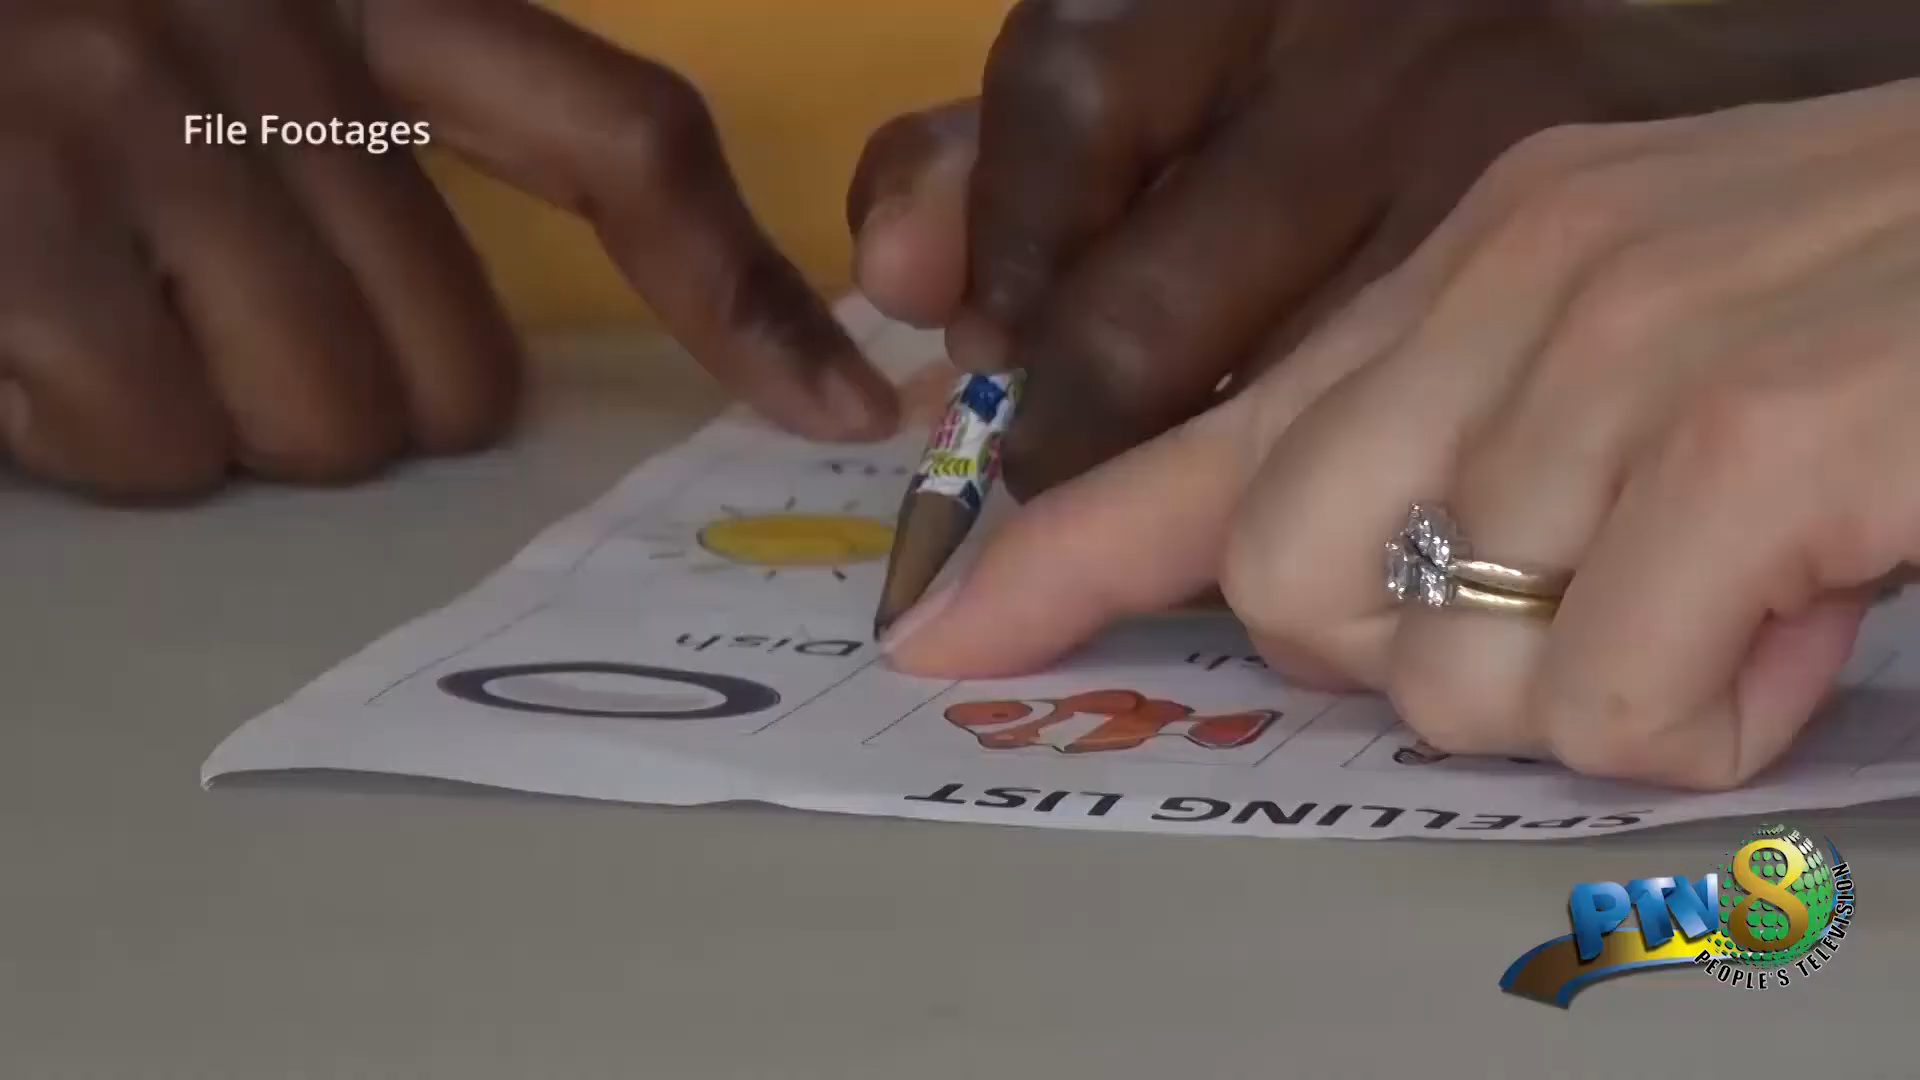 File Footages
Dish
SPELLING LIST
PTV8
PEOPLE'S TELEVISION